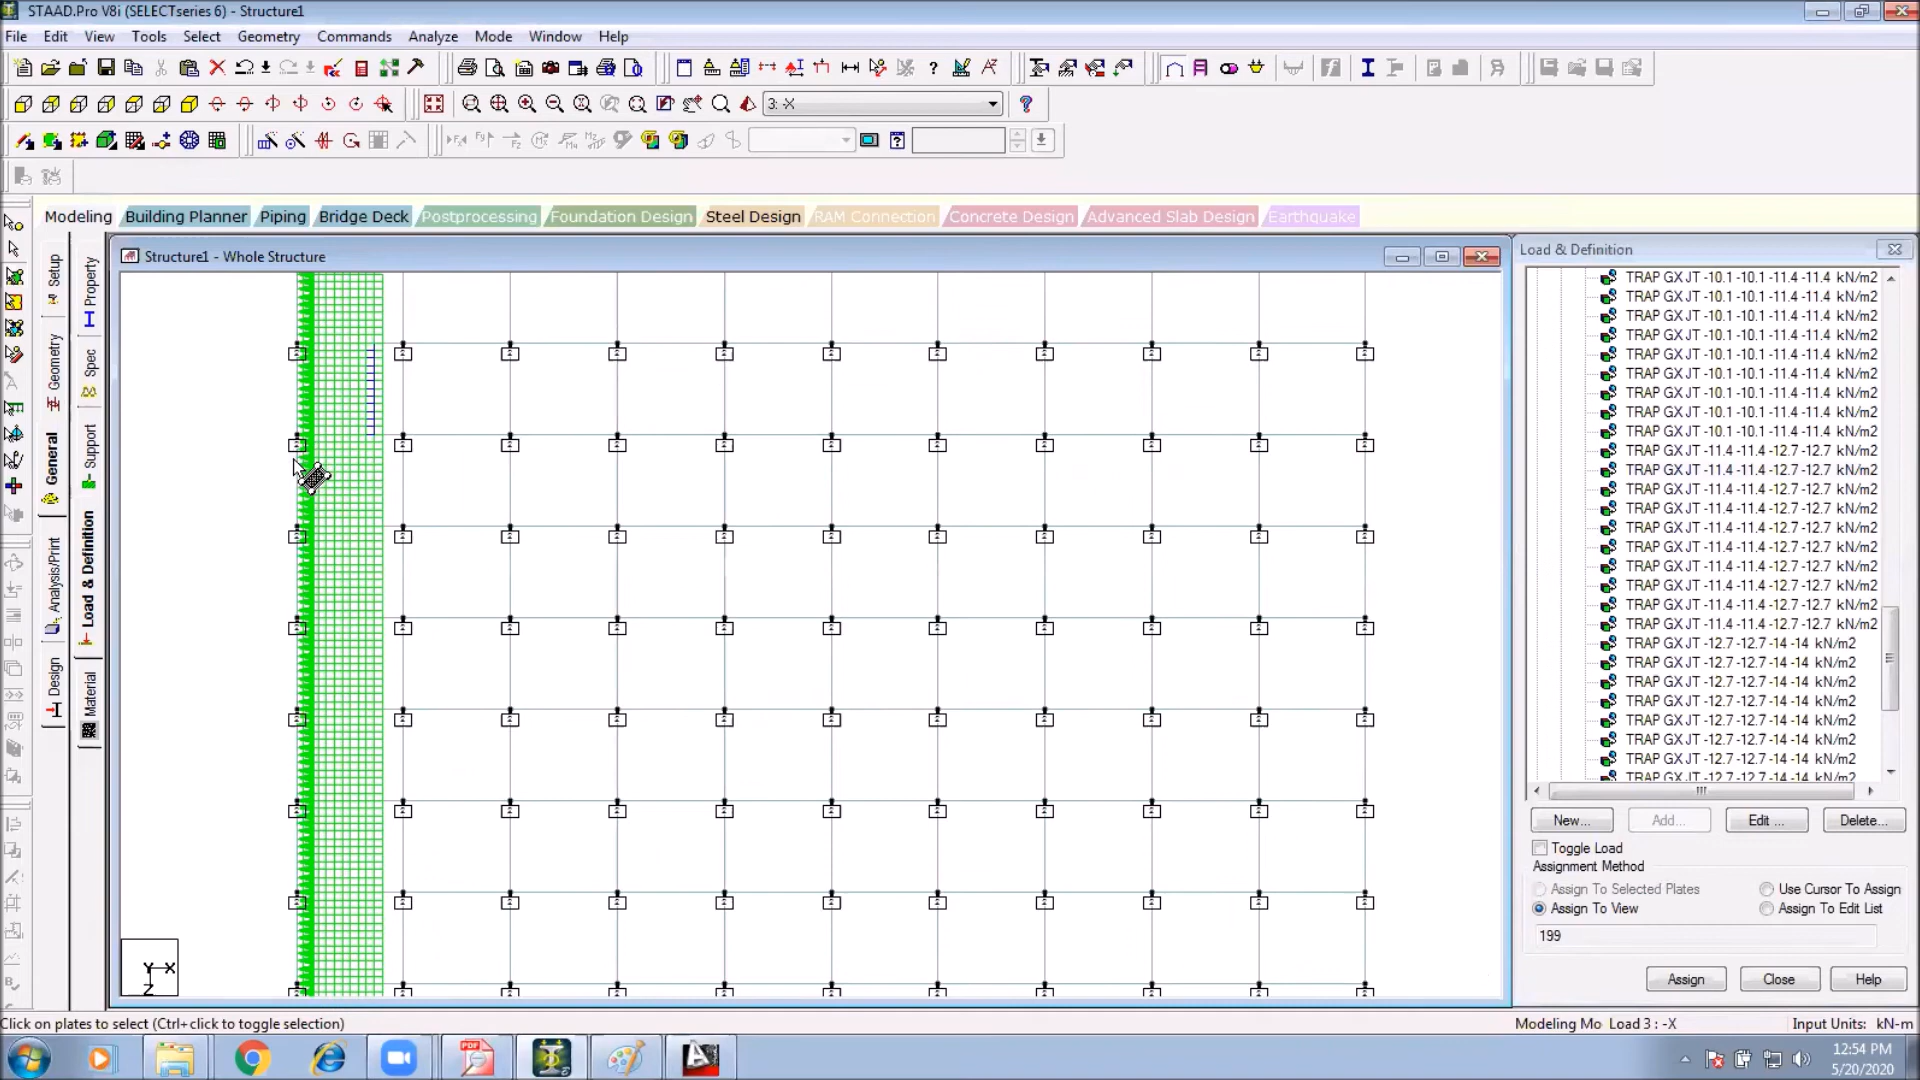 STAAD.Pro V8i (SELECTseries 6) - Structure1
File Edit View Tools Select Geometry Commands Analyze Mode Window Help
3: -X
Modeling Building Planner Piping Bridge Deck Postprocessing Foundation Design Steel Design RAM Connection Concrete Design Advanced Slab Design Earthquake
Structure1 - Whole Structure
Setup
Geometry
General
Analysis/Print
Design
Property
Spec
Support
Load & Definition
Material
Y X
Z
Load & Definition
TRAP GX JT -10.1 -10.1 -11.4 -11.4 kN/m2
TRAP GX JT -10.1 -10.1 -11.4 -11.4 kN/m2
TRAP GX JT -10.1 -10.1 -11.4 -11.4 kN/m2
TRAP GX JT -10.1 -10.1 -11.4 -11.4 kN/m2
TRAP GX JT -10.1 -10.1 -11.4 -11.4 kN/m2
TRAP GX JT -10.1 -10.1 -11.4 -11.4 kN/m2
TRAP GX JT -10.1 -10.1 -11.4 -11.4 kN/m2
TRAP GX JT -10.1 -10.1 -11.4 -11.4 kN/m2
TRAP GX JT -10.1 -10.1 -11.4 -11.4 kN/m2
TRAP GX JT -11.4 -11.4 -12.7 -12.7 kN/m2
TRAP GX JT -11.4 -11.4 -12.7 -12.7 kN/m2
TRAP GX JT -11.4 -11.4 -12.7 -12.7 kN/m2
TRAP GX JT -11.4 -11.4 -12.7 -12.7 kN/m2
TRAP GX JT -11.4 -11.4 -12.7 -12.7 kN/m2
TRAP GX JT -11.4 -11.4 -12.7 -12.7 kN/m2
TRAP GX JT -11.4 -11.4 -12.7 -12.7 kN/m2
TRAP GX JT -11.4 -11.4 -12.7 -12.7 kN/m2
TRAP GX JT -11.4 -11.4 -12.7 -12.7 kN/m2
TRAP GX JT -11.4 -11.4 -12.7 -12.7 kN/m2
TRAP GX JT -12.7 -12.7 -14 -14 kN/m2
TRAP GX JT -12.7 -12.7 -14 -14 kN/m2
TRAP GX JT -12.7 -12.7 -14 -14 kN/m2
TRAP GX JT -12.7 -12.7 -14 -14 kN/m2
TRAP GX JT -12.7 -12.7 -14 -14 kN/m2
TRAP GX JT -12.7 -12.7 -14 -14 kN/m2
TRAP GX JT -12.7 -12.7 -14 -14 kN/m2
TRAP GX JT -12.7 -12.7 -14 -14 kN/m2
New... Add... Edit ... Delete...
Toggle Load
Assignment Method
Assign To Selected Plates Use Cursor To Assign
Assign To View Assign To Edit List
199
Assign Close Help
Click on plates to select (Ctrl+click to toggle selection) Modeling Mo Load 3 : -X Input Units: kN-m
12:54 PM
5/20/2020